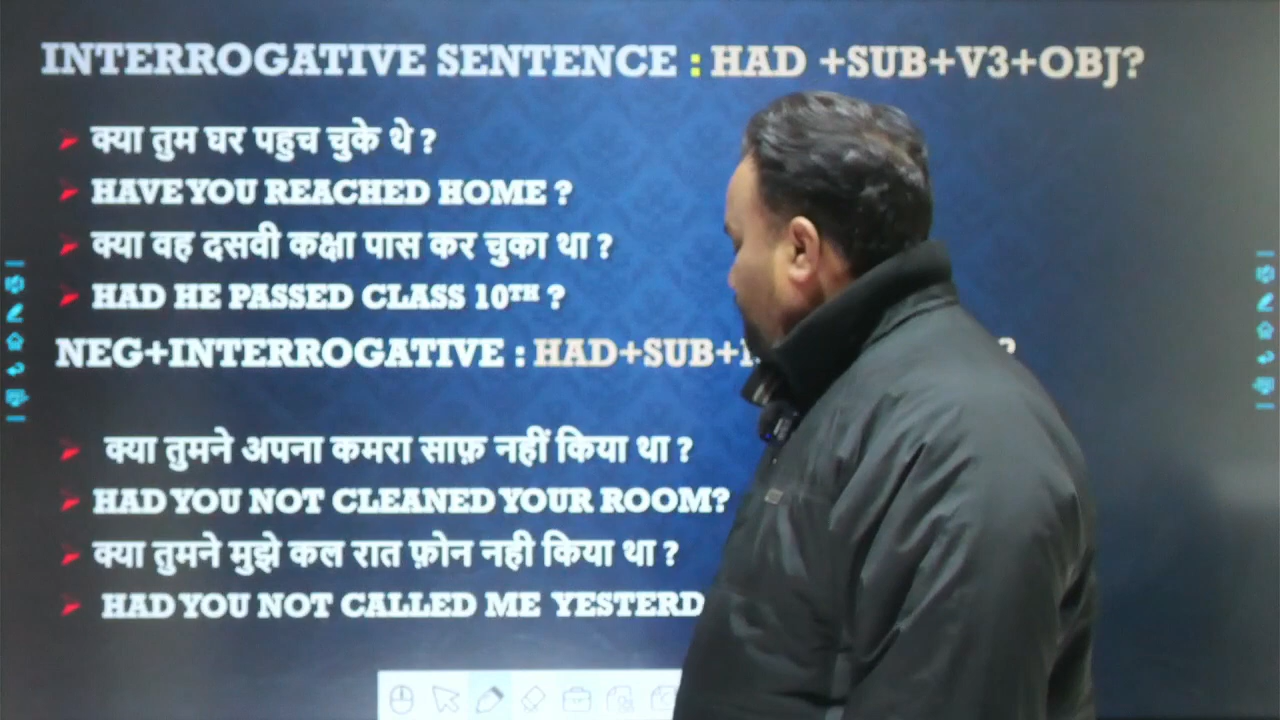 INTERROGATIVE SENTENCE : HAD +SUB+V3+OBJ?
क्या तुम घर पहुच चुके थे ?
HAVE YOU REACHED HOME ?
क्या वह दसवी कक्षा पास कर चुका था ?
HAD HE PASSED CLASS 10TH ?
NEG+INTERROGATIVE : HAD+SUB+ ?
क्या तुमने अपना कमरा साफ़ नहीं किया था ?
HAD YOU NOT CLEANED YOUR ROOM?
क्या तुमने मुझे कल रात फ़ोन नही किया था ?
HAD YOU NOT CALLED ME YESTERD